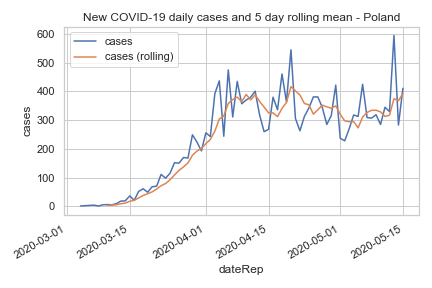 New COVID-19 daily cases and 5 day rolling mean - Poland
cases
cases (rolling)
600
500
400
300
200
100
0
cases
2020-03-01
2020-03-15
2020-04-01
2020-04-15
2020-05-01
2020-05-15
dateRep